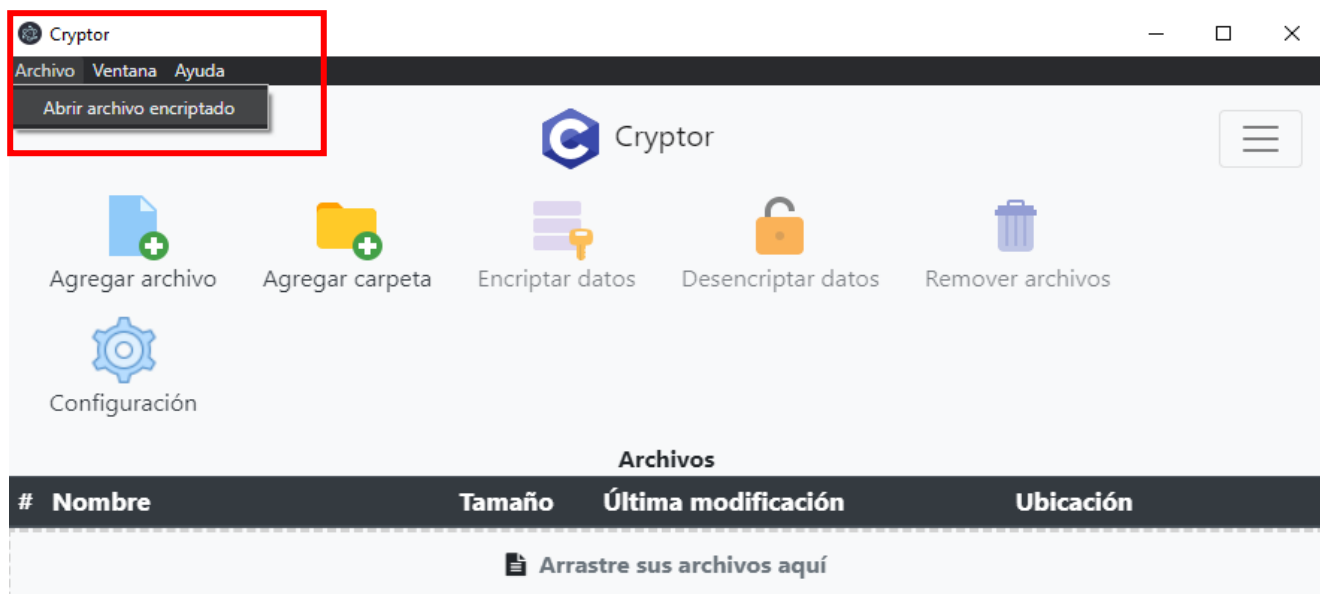 Cryptor
Archivo Ventana Ayuda
Abrir archivo encriptado
Cryptor
Agregar archivo Agregar carpeta Encriptar datos Desencriptar datos Remover archivos
Configuración
Archivos
# Nombre Tamaño Última modificación Ubicación
Arrastre sus archivos aquí